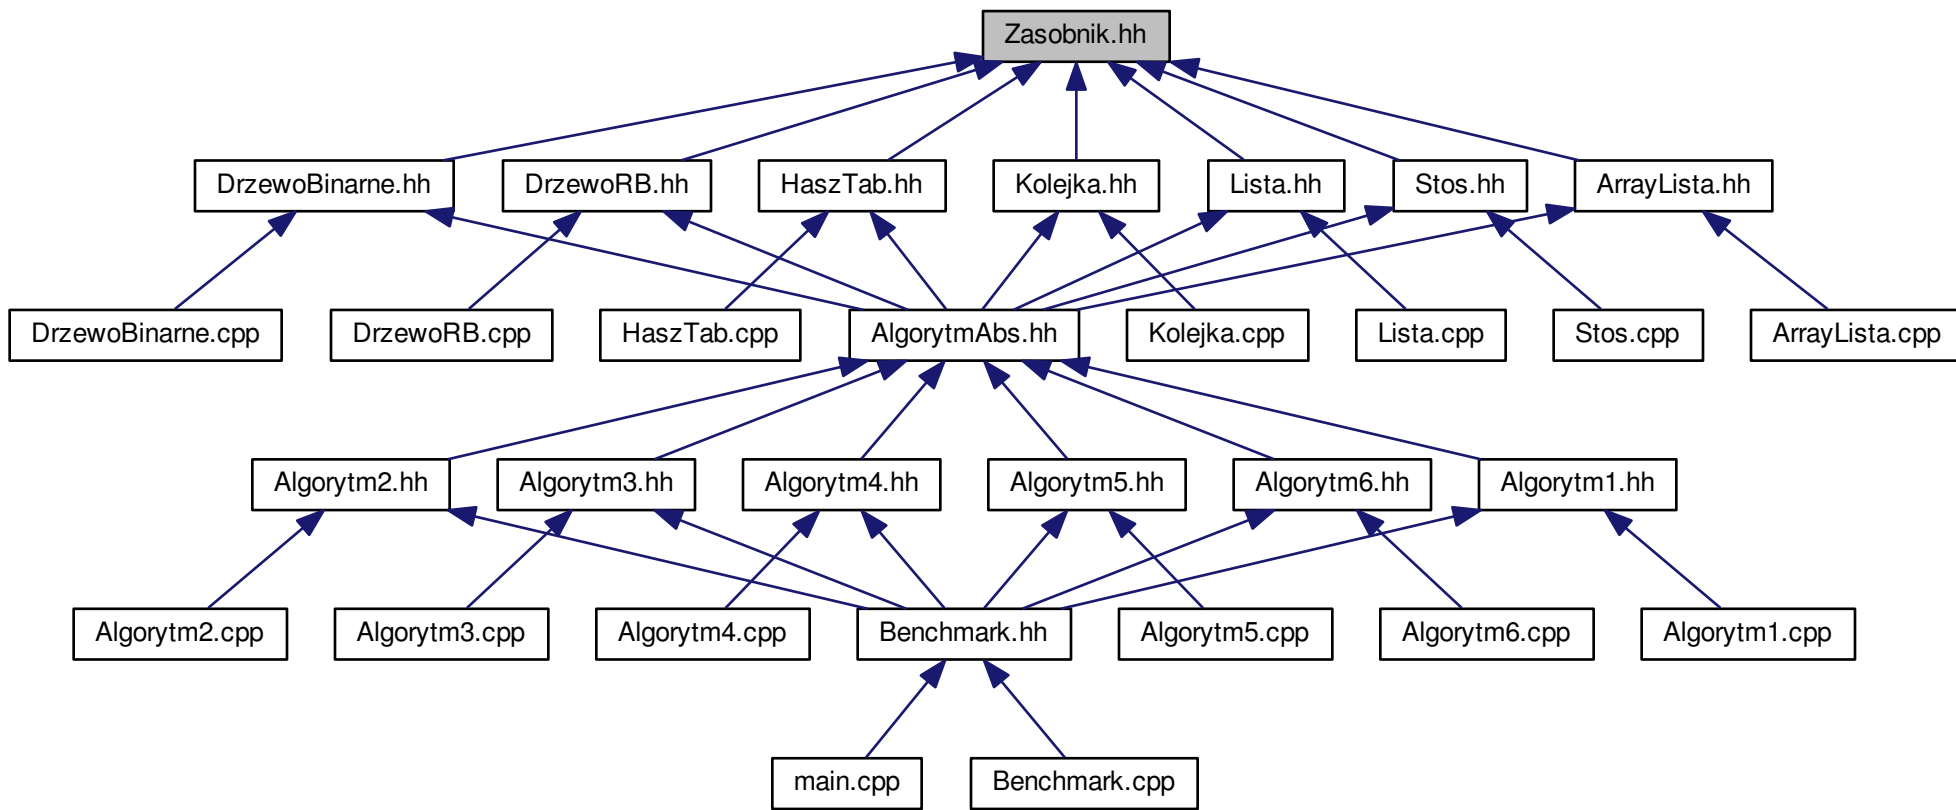 Zasobnik.hh
DrzewoBinarne.hh
DrzewoRB.hh
HaszTab.hh
Kolejka.hh
Lista.hh
Stos.hh
ArrayLista.hh
DrzewoBinarne.cpp
DrzewoRB.cpp
HaszTab.cpp
AlgorytmAbs.hh
Kolejka.cpp
Lista.cpp
Stos.cpp
ArrayLista.cpp
Algorytm2.hh
Algorytm3.hh
Algorytm4.hh
Algorytm5.hh
Algorytm6.hh
Algorytm1.hh
Algorytm2.cpp
Algorytm3.cpp
Algorytm4.cpp
Benchmark.hh
Algorytm5.cpp
Algorytm6.cpp
Algorytm1.cpp
main.cpp
Benchmark.cpp